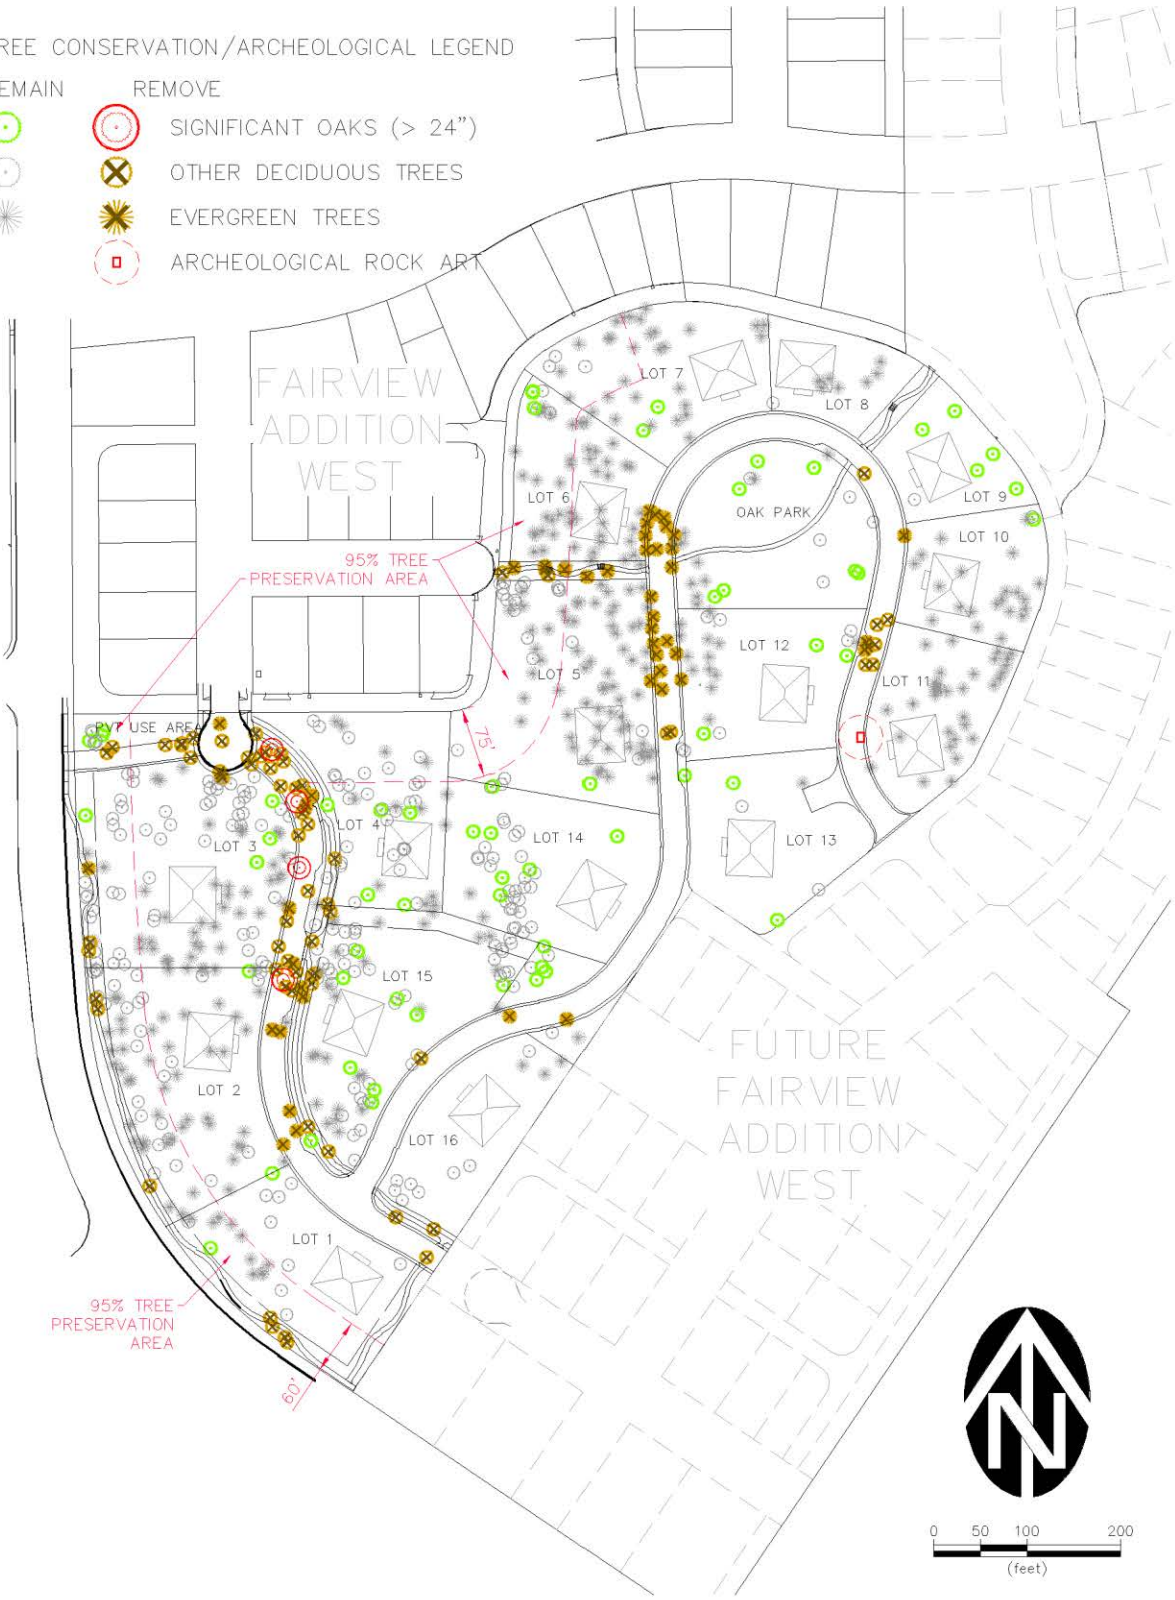 REE CONSERVATION/ARCHEOLOGICAL LEGEND
EMAIN REMOVE
SIGNIFICANT OAKS (> 24")
OTHER DECIDUOUS TREES
EVERGREEN TREES
ARCHEOLOGICAL ROCK ART
FAIRVIEW
ADDITION
WEST
LOT 7
LOT 8
LOT 6
LOT 9
OAK PARK
LOT 10
95% TREE
PRESERVATION AREA
LOT 12
LOT 5
LOT 11
PVT USE AREA
75'
LOT 4
LOT 3
LOT 14
LOT 13
LOT 15
LOT 2
LOT 16
FUTURE
FAIRVIEW
ADDITION
WEST
LOT 1
95% TREE
PRESERVATION
AREA
60'
N
0 50 100 200
(feet)